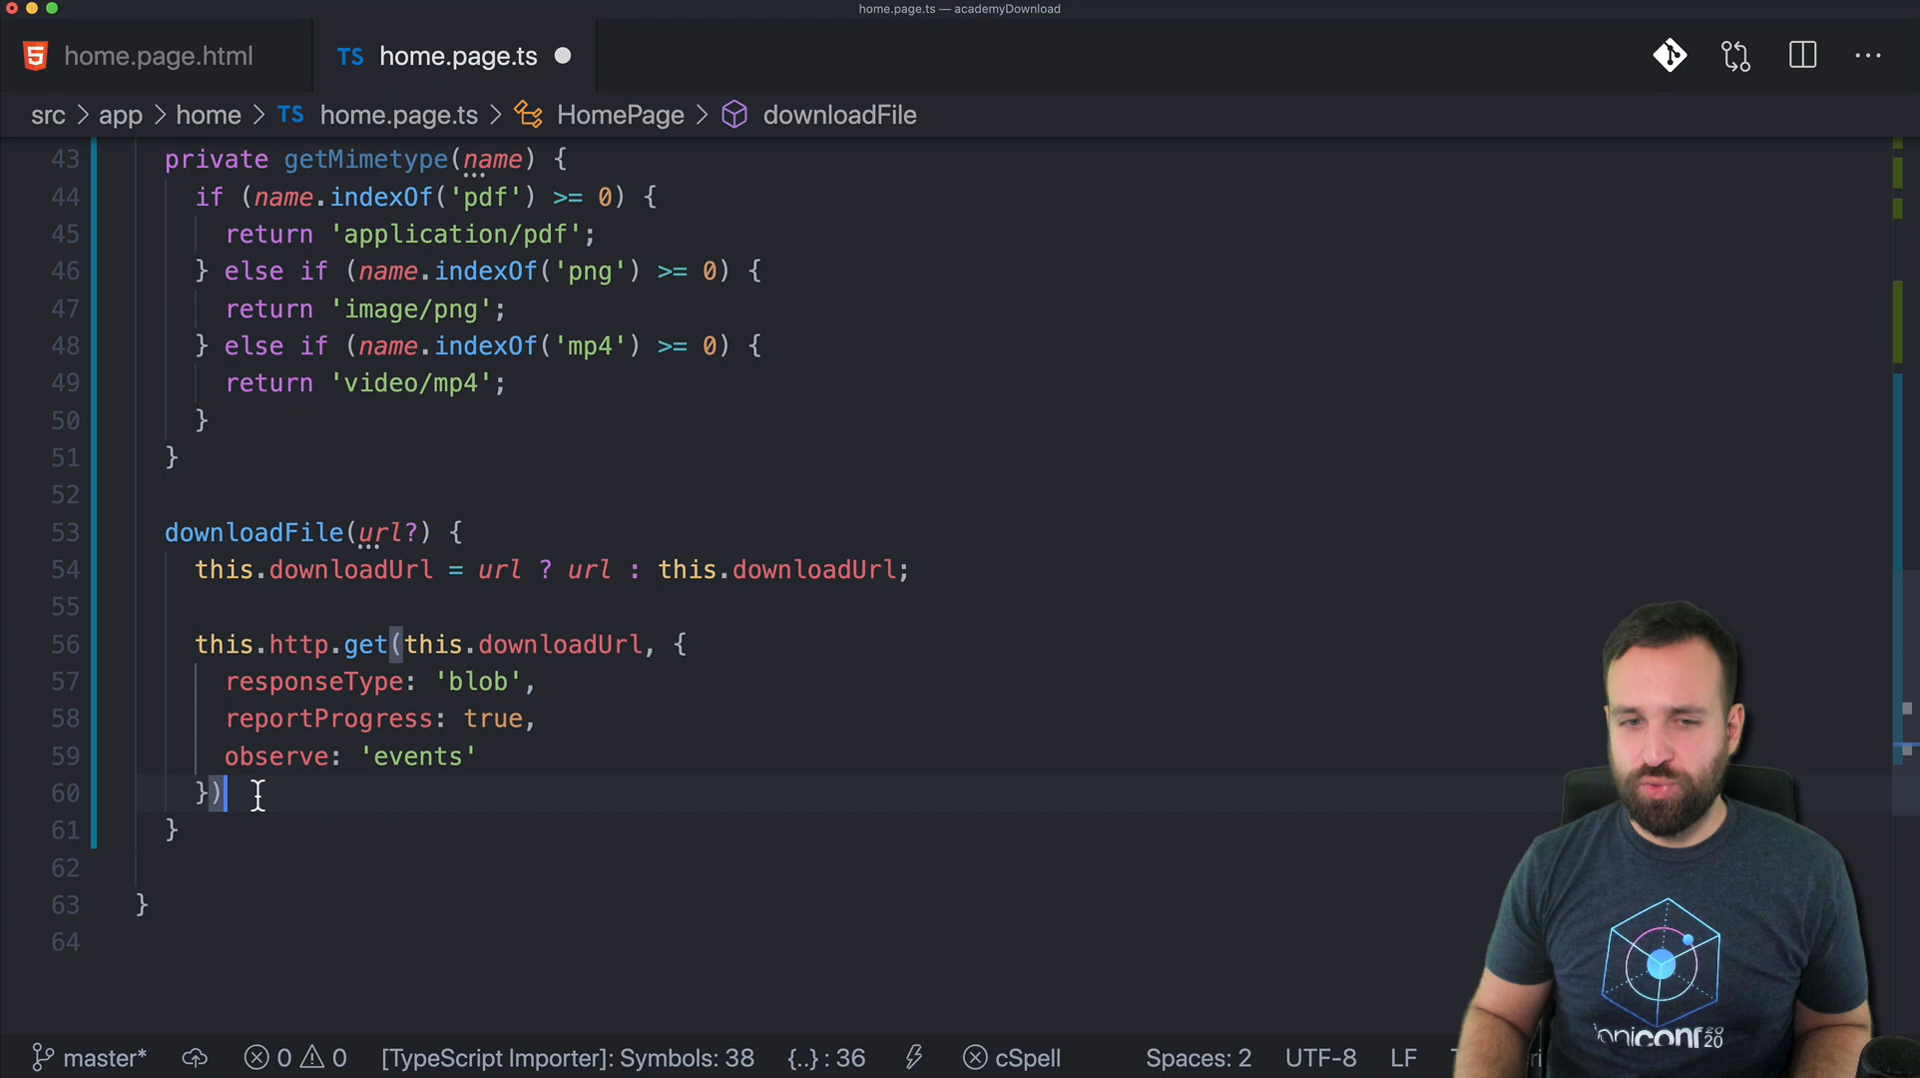 home.page.ts — academyDownload
home.page.html
TS home.page.ts
src > app > home > TS home.page.ts > HomePage > downloadFile
43 private getMimetype(name) {
44 if (name.indexOf('pdf') >= 0) {
45 return 'application/pdf';
46 } else if (name.indexOf('png') >= 0) {
47 return 'image/png';
48 } else if (name.indexOf('mp4') >= 0) {
49 return 'video/mp4';
50 }
51 }
52
53 downloadFile(url?) {
54 this.downloadUrl = url ? url : this.downloadUrl;
55
56 this.http.get(this.downloadUrl, {
57 responseType: 'blob',
58 reportProgress: true,
59 observe: 'events'
60 })
61 }
62
63 }
64
ioniconf 20
20
master* 0 0 [TypeScript Importer]: Symbols: 38 {..} : 36 cSpell Spaces: 2 UTF-8 LF